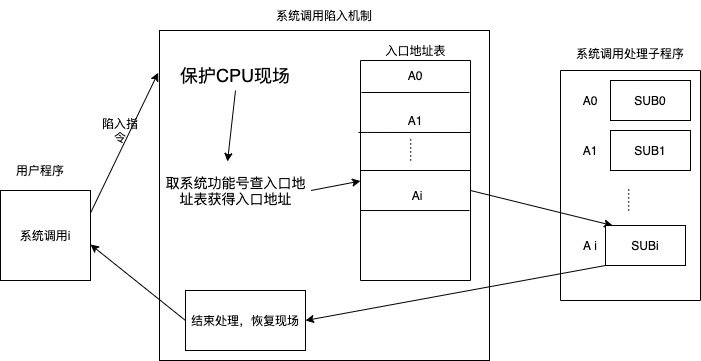 系统调用陷入机制
入口地址表
系统调用处理子程序
保护CPU现场
A0
A0
SUB0
陷入指
令
A1
A1
SUB1
用户程序
取系统功能号查入口地
址表获得入口地址
Ai
系统调用i
A i
SUBi
结束处理，恢复现场